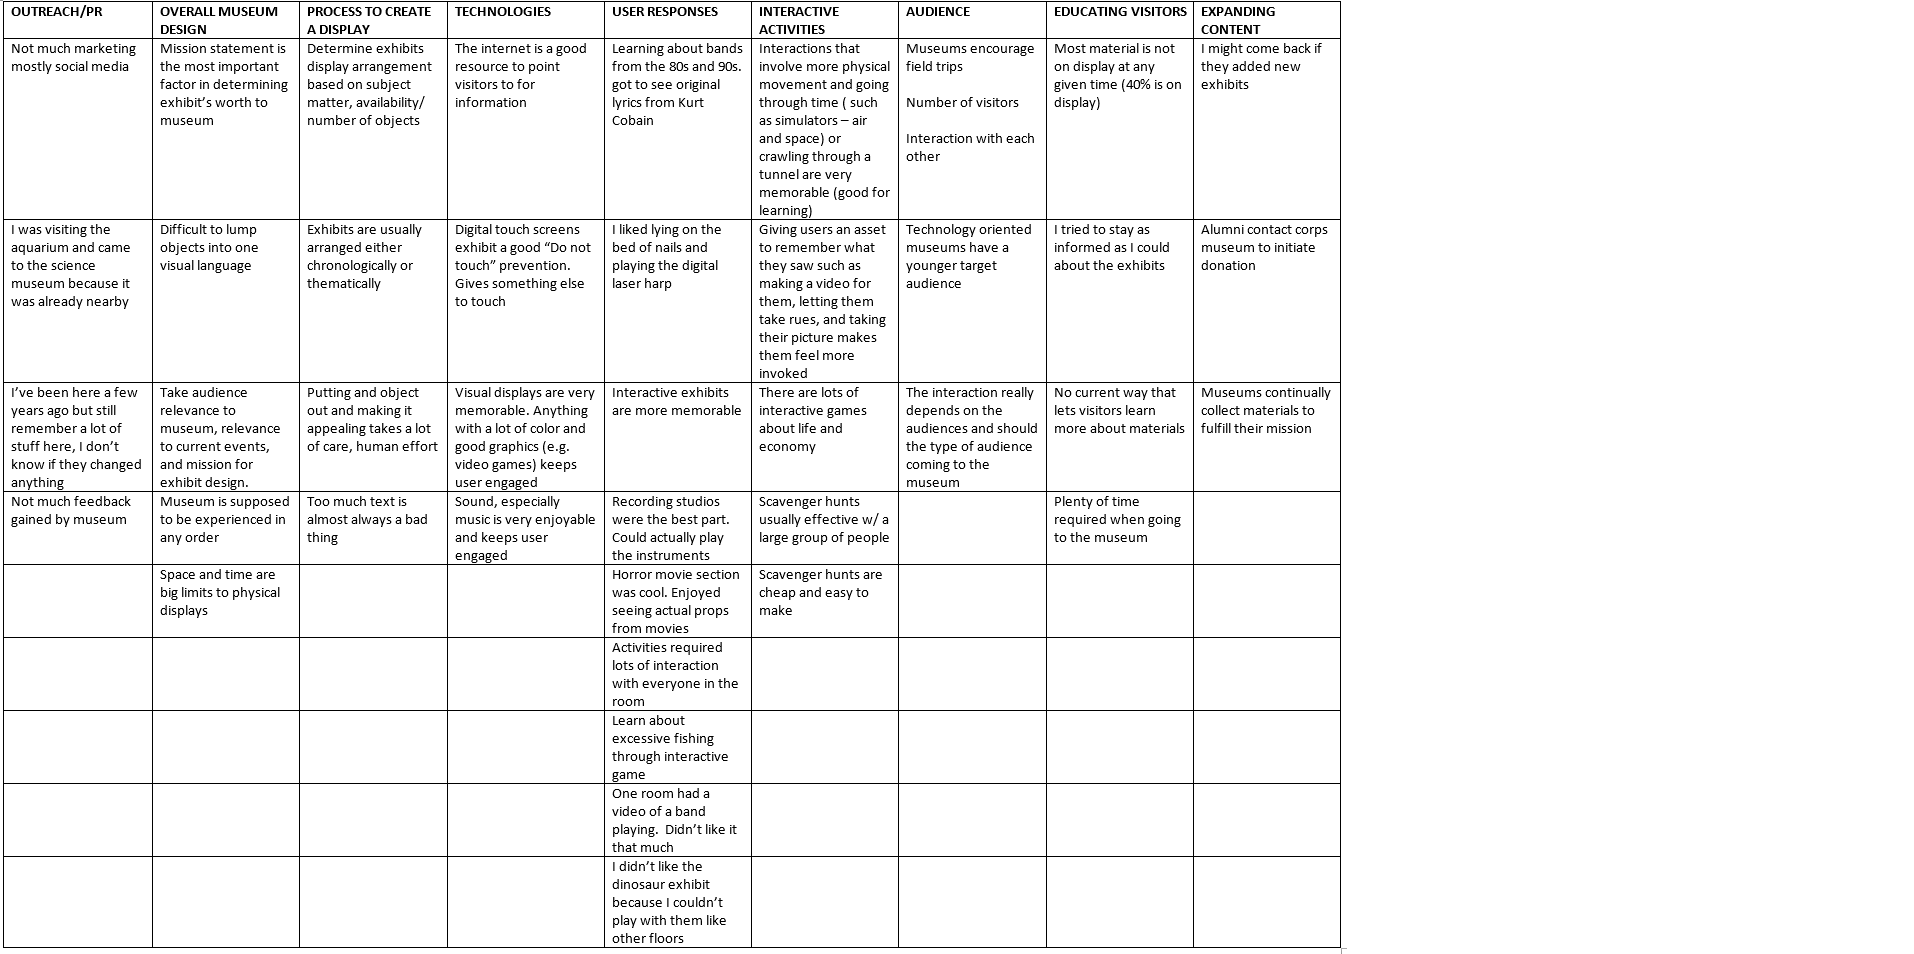 OUTREACH/PR
OVERALL MUSEUM
DESIGN
PROCESS TO CREATE
A DISPLAY
TECHNOLOGIES
USER RESPONSES
INTERACTIVE
ACTIVITIES
AUDIENCE
EDUCATING VISITORS
EXPANDING
CONTENT
Not much marketing
mostly social media
Mission statement is
the most important
factor in determining
exhibit’s worth to
museum
Determine exhibits
display arrangement
based on subject
matter, availability/
number of objects
The internet is a good
resource to point
visitors to for
information
Learning about bands
from the 80s and 90s.
got to see original
lyrics from Kurt
Cobain
Interactions that
involve more physical
movement and going
through time ( such
as simulators – air
and space) or
crawling through a
tunnel are very
memorable (good for
learning)
Museums encourage
field trips
Number of visitors
Interaction with each
other
Most material is not
on display at any
given time (40% is on
display)
I might come back if
they added new
exhibits
I was visiting the
aquarium and came
to the science
museum because it
was already nearby
Difficult to lump
objects into one
visual language
Exhibits are usually
arranged either
chronologically or
thematically
Digital touch screens
exhibit a good “Do not
touch” prevention.
Gives something else
to touch
I liked lying on the
bed of nails and
playing the digital
laser harp
Giving users an asset
to remember what
they saw such as
making a video for
them, letting them
take rues, and taking
their picture makes
them feel more
invoked
Technology oriented
museums have a
younger target
audience
I tried to stay as
informed as I could
about the exhibits
Alumni contact corps
museum to initiate
donation
I’ve been here a few
years ago but still
remember a lot of
stuff here, I don’t
know if they changed
anything
Take audience
relevance to
museum, relevance
to current events,
and mission for
exhibit design.
Putting and object
out and making it
appealing takes a lot
of care, human effort
Visual displays are very
memorable. Anything
with a lot of color and
good graphics (e.g.
video games) keeps
user engaged
Interactive exhibits
are more memorable
There are lots of
interactive games
about life and
economy
The interaction really
depends on the
audiences and should
the type of audience
coming to the
museum
No current way that
lets visitors learn
more about materials
Museums continually
collect materials to
fulfill their mission
Not much feedback
gained by museum
Museum is supposed
to be experienced in
any order
Too much text is
almost always a bad
thing
Sound, especially
music is very enjoyable
and keeps user
engaged
Recording studios
were the best part.
Could actually play
the instruments
Scavenger hunts
usually effective w/ a
large group of people
Plenty of time
required when going
to the museum
Space and time are
big limits to physical
displays
Horror movie section
was cool. Enjoyed
seeing actual props
from movies
Scavenger hunts are
cheap and easy to
make
Activities required
lots of interaction
with everyone in the
room
Learn about
excessive fishing
through interactive
game
One room had a
video of a band
playing.  Didn’t like it
that much
I didn’t like the
dinosaur exhibit
because I couldn’t
play with them like
other floors